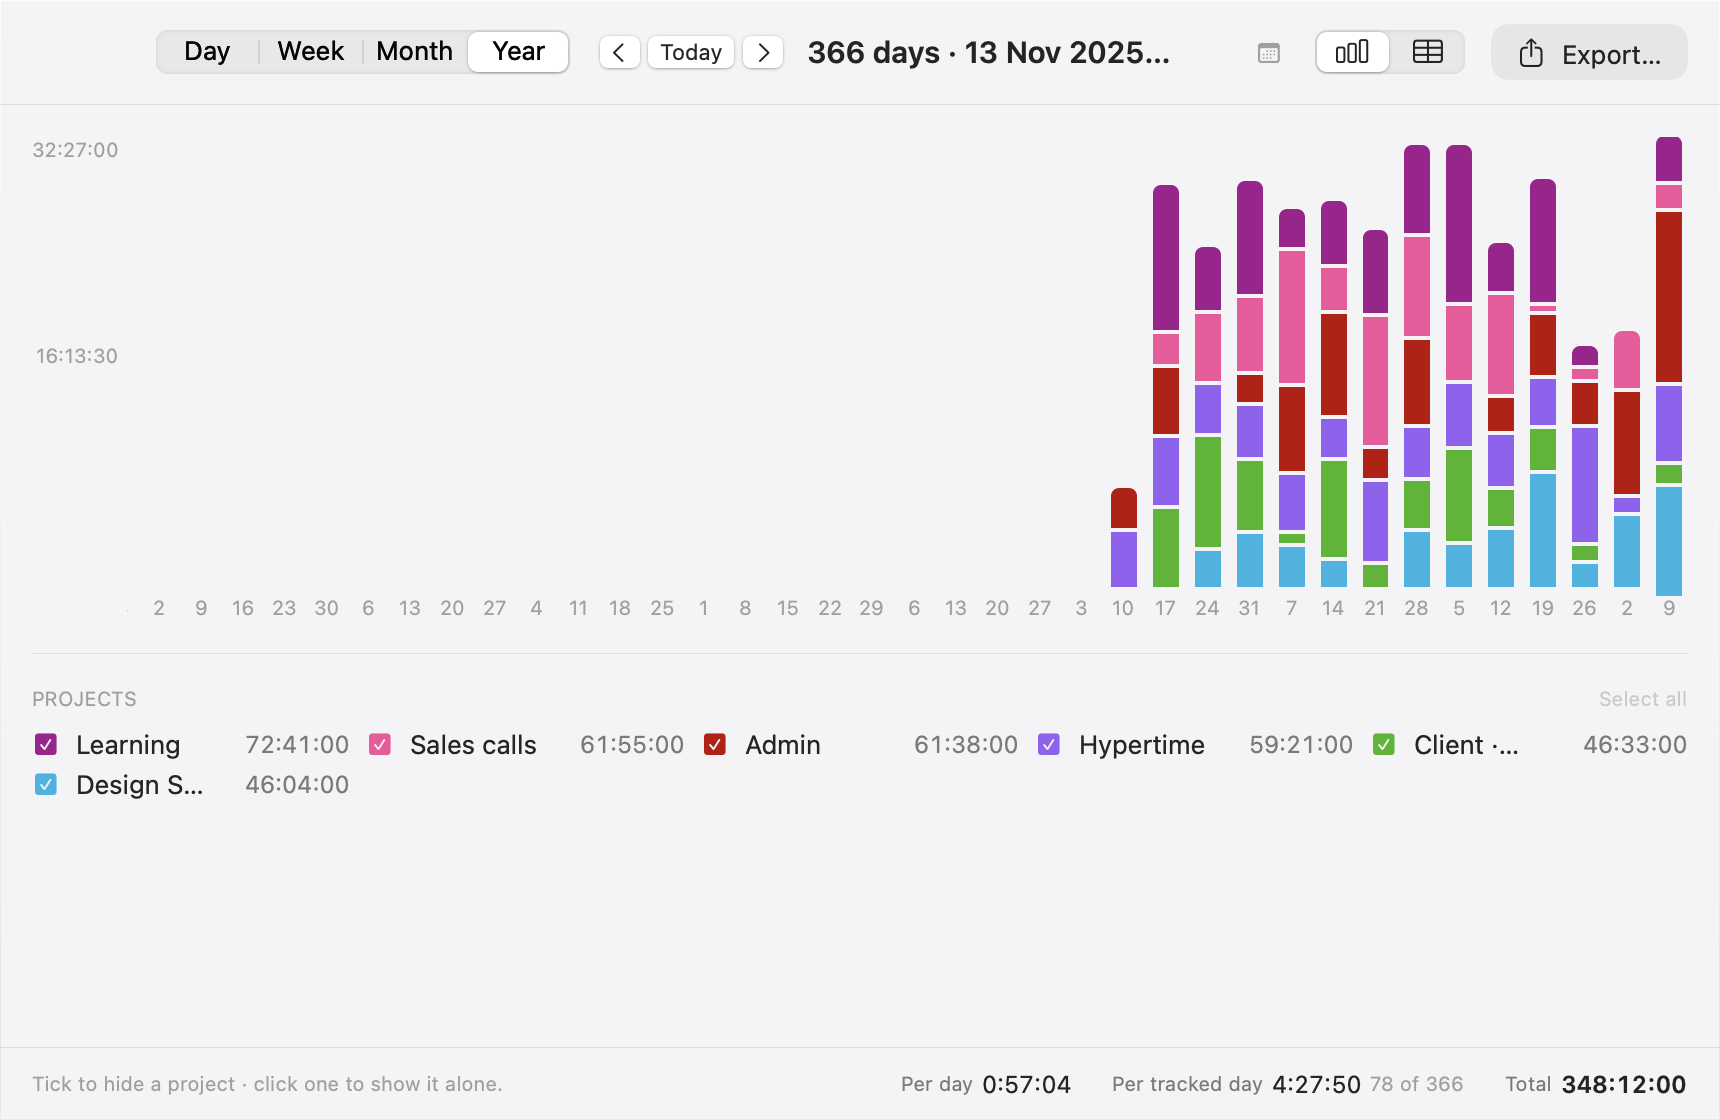 Day Week Month Year Today 366 days · 13 Nov 2025... Export...
32:27:00
16:13:30
2 9 16 23 30 6 13 20 27 4 11 18 25 1 8 15 22 29 6 13 20 27 3 10 17 24 31 7 14 21 28 5 12 19 26 2 9
PROJECTS Select all
Learning 72:41:00 Sales calls 61:55:00 Admin 61:38:00 Hypertime 59:21:00 Client ·... 46:33:00
Design S... 46:04:00
Tick to hide a project · click one to show it alone. Per day 0:57:04 Per tracked day 4:27:50 78 of 366 Total 348:12:00